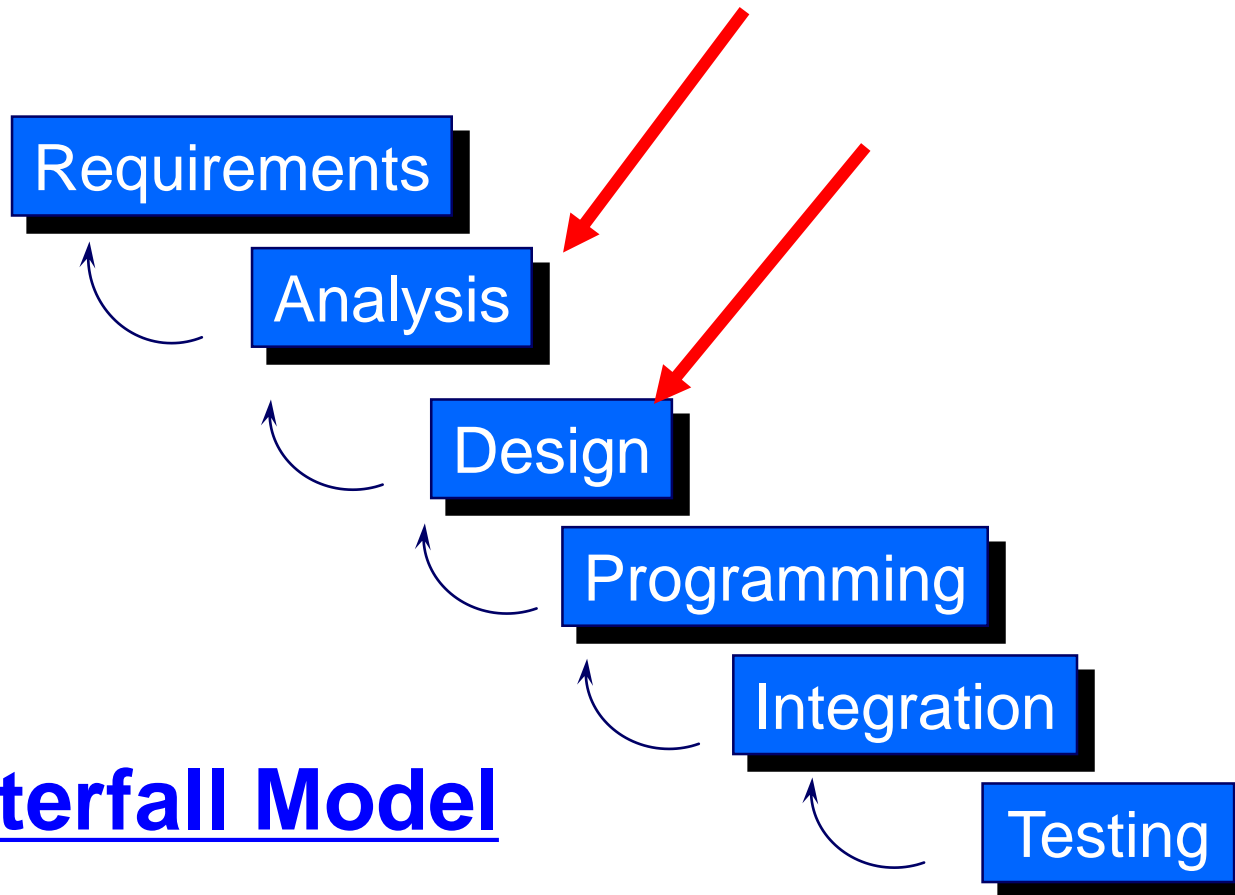 Requirements
Analysis
Design
Programming
Integration
terfall Model
Testing